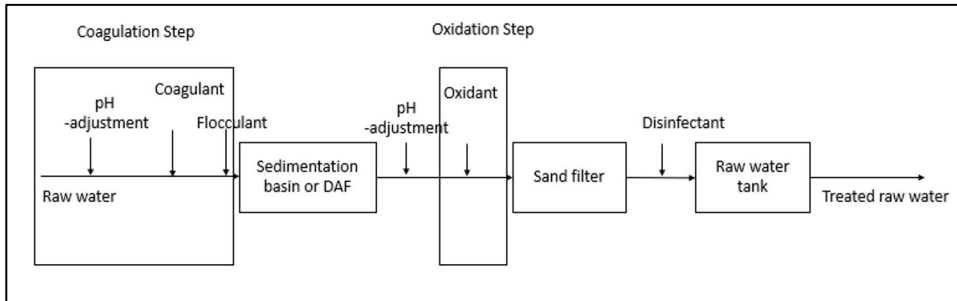 Coagulation Step
Oxidation Step
Coagulant
Oxidant
pH
-adjustment
pH
-adjustment
Flocculant
Disinfectant
Sedimentation
basin or DAF
Sand filter
Raw water
tank
Raw water
Treated raw water